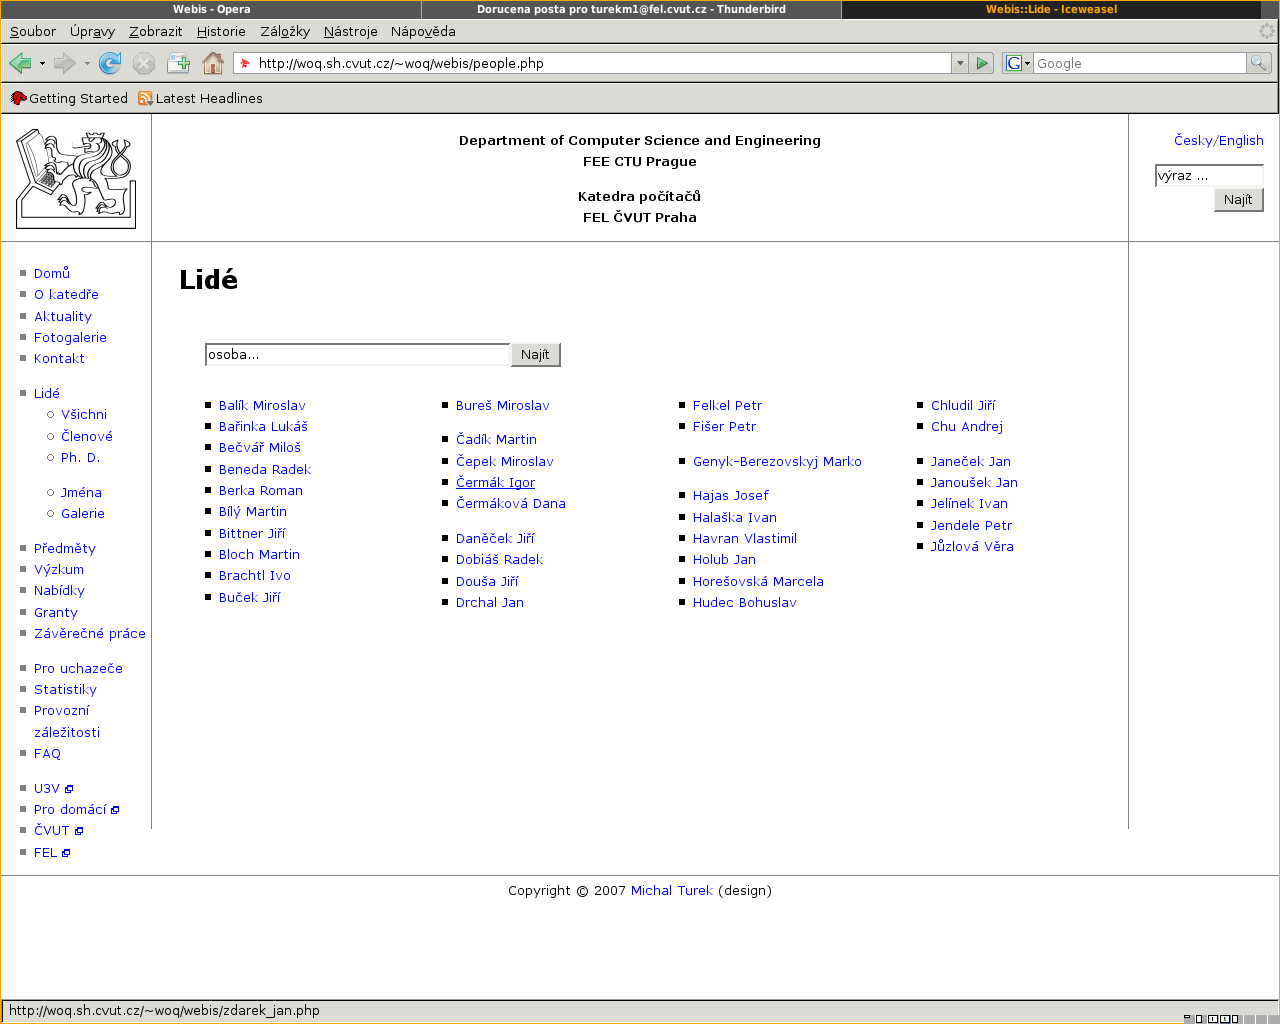 Webis - Opera
Dorucena posta pro turekm1@fel.cvut.cz - Thunderbird
Webis::Lide - Iceweasel
Soubor Úpravy Zobrazit Historie Záložky Nástroje Nápověda
http://woq.sh.cvut.cz/~woq/webis/people.php
G Google
Getting Started Latest Headlines
Department of Computer Science and Engineering
FEE CTU Prague
Katedra počítačů
FEL ČVUT Praha
Česky/English
výraz ...
Najít
Domů
O katedře
Aktuality
Fotogalerie
Kontakt
Lidé
Všichni
Členové
Ph. D.
Jména
Galerie
Předměty
Výzkum
Nabídky
Granty
Závěrečné práce
Pro uchazeče
Statistiky
Provozní
záležitosti
FAQ
U3V
Pro domácí
ČVUT
FEL
Lidé
osoba... Najít
Balík Miroslav
Bařinka Lukáš
Bečvář Miloš
Beneda Radek
Berka Roman
Bílý Martin
Bittner Jiří
Bloch Martin
Brachtl Ivo
Buček Jiří
Bureš Miroslav
Čadík Martin
Čepek Miroslav
Čermák Igor
Čermáková Dana
Daněček Jiří
Dobiáš Radek
Douša Jiří
Drchal Jan
Felkel Petr
Fišer Petr
Genyk-Berezovskyj Marko
Hajas Josef
Halaška Ivan
Havran Vlastimil
Holub Jan
Horešovská Marcela
Hudec Bohuslav
Chludil Jiří
Chu Andrej
Janeček Jan
Janoušek Jan
Jelínek Ivan
Jendele Petr
Jůzlová Věra
Copyright © 2007 Michal Turek (design)
http://woq.sh.cvut.cz/~woq/webis/zdarek_jan.php